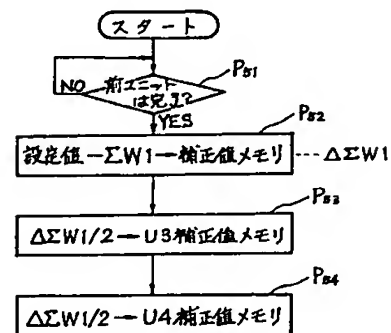 スタート
P51
NO
前ユニット
は完了?
YES
P52
設定値-ΣW1→補正値メモリ --- ΔΣW1
P53
ΔΣW1/2→U3補正値メモリ
P54
ΔΣW1/2→U4補正値メモリ